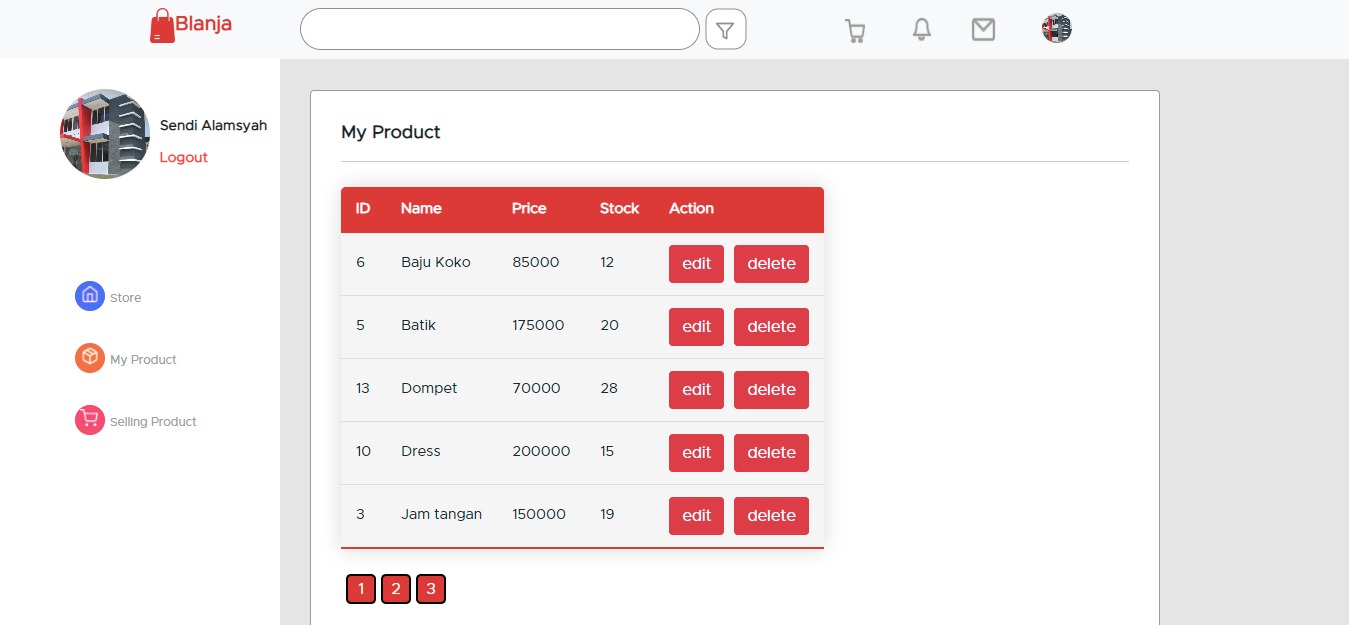 Blanja
Sendi Alamsyah
Logout
Store
My Product
Selling Product
My Product
ID Name Price Stock Action
6 Baju Koko 85000 12 edit delete
5 Batik 175000 20 edit delete
13 Dompet 70000 28 edit delete
10 Dress 200000 15 edit delete
3 Jam tangan 150000 19 edit delete
1 2 3